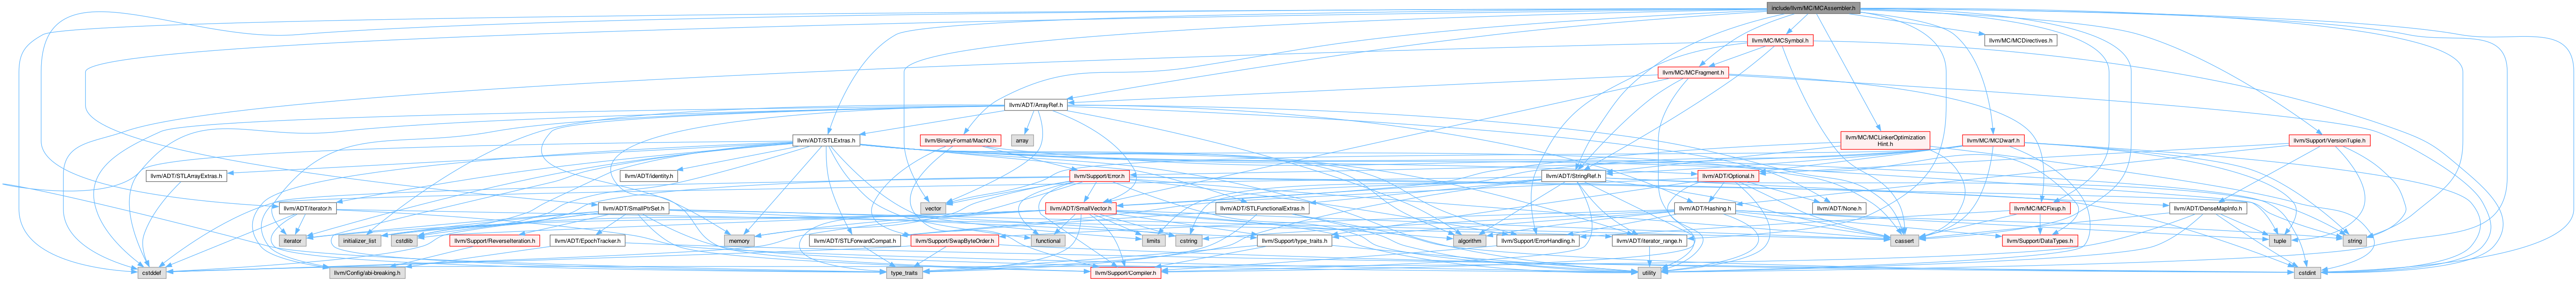 include/llvm/MC/MCAssembler.h
llvm/MC/MCSymbol.h
llvm/MC/MCDirectives.h
llvm/MC/MCFragment.h
llvm/ADT/ArrayRef.h
array
llvm/BinaryFormat/MachO.h
llvm/ADT/STLExtras.h
llvm/MC/MCLinkerOptimization
Hint.h
llvm/MC/MCDwarf.h
llvm/Support/VersionTuple.h
llvm/ADT/STLArrayExtras.h
llvm/ADT/identity.h
llvm/Support/Error.h
llvm/ADT/StringRef.h
llvm/ADT/Optional.h
llvm/ADT/iterator.h
llvm/ADT/SmallPtrSet.h
vector
llvm/ADT/SmallVector.h
llvm/ADT/STLFunctionalExtras.h
llvm/ADT/Hashing.h
llvm/ADT/None.h
llvm/MC/MCFixup.h
llvm/ADT/DenseMapInfo.h
iterator
initializer_list
cstdlib
llvm/Support/ReverseIteration.h
llvm/ADT/EpochTracker.h
functional
memory
llvm/ADT/STLForwardCompat.h
llvm/Support/SwapByteOrder.h
limits
cstring
llvm/Support/type_traits.h
algorithm
llvm/Support/ErrorHandling.h
llvm/ADT/iterator_range.h
cassert
llvm/Support/DataTypes.h
tuple
string
cstddef
llvm/Config/abi-breaking.h
type_traits
llvm/Support/Compiler.h
utility
cstdint